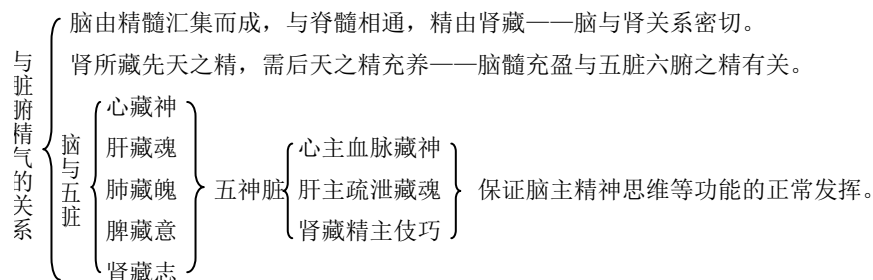 与脏腑精气的关系
脑由精髓汇集而成，与脊髓相通，精由肾藏——脑与肾关系密切。
肾所藏先天之精，需后天之精充养——脑髓充盈与五脏六腑之精有关。
脑与五脏
心藏神
肝藏魂
肺藏魄
脾藏意
肾藏志
五神脏
心主血脉藏神
肝主疏泄藏魂
肾藏精主伎巧
保证脑主精神思维等功能的正常发挥。